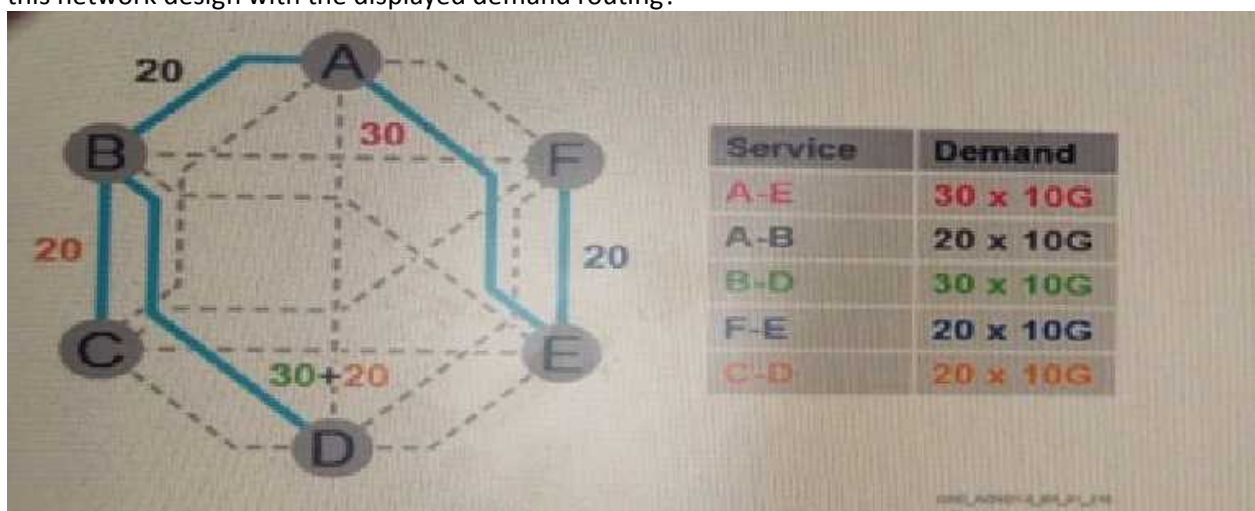 this network design with the displayed demand routing?
20
A
30
B
F
20
20
C
E
30+20
D
Service Demand
A-E 30 x 10G
A-B 20 x 10G
B-D 30 x 10G
F-E 20 x 10G
C-D 20 x 10G